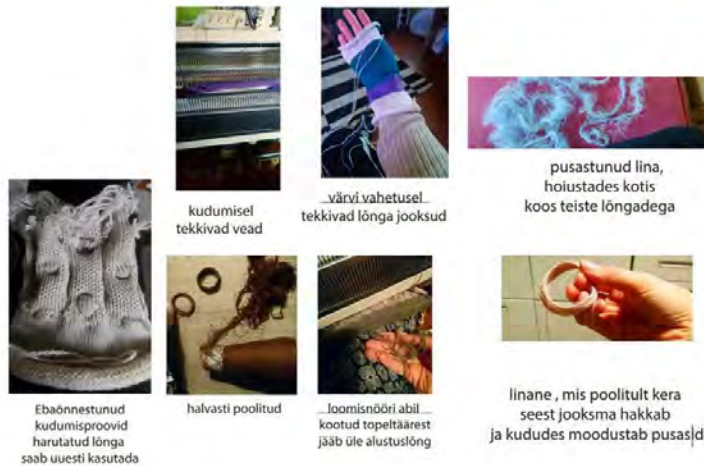 kudumisel
tekkivad vead
värvi vahetusel
tekkivad lõnga jooksud
pusastunud lina,
hoiustades kotis
koos teiste lõngadega
Ebaõnnestunud
kudumisproovid
harutatud lõnga
saab uuesti kasutada
halvasti poolitud
loomisnööri abil
kootud topeltäärest
jääb üle alustuslõng
linane , mis poolitult kera
seest jooksma hakkab
ja kududes moodustab pusasid